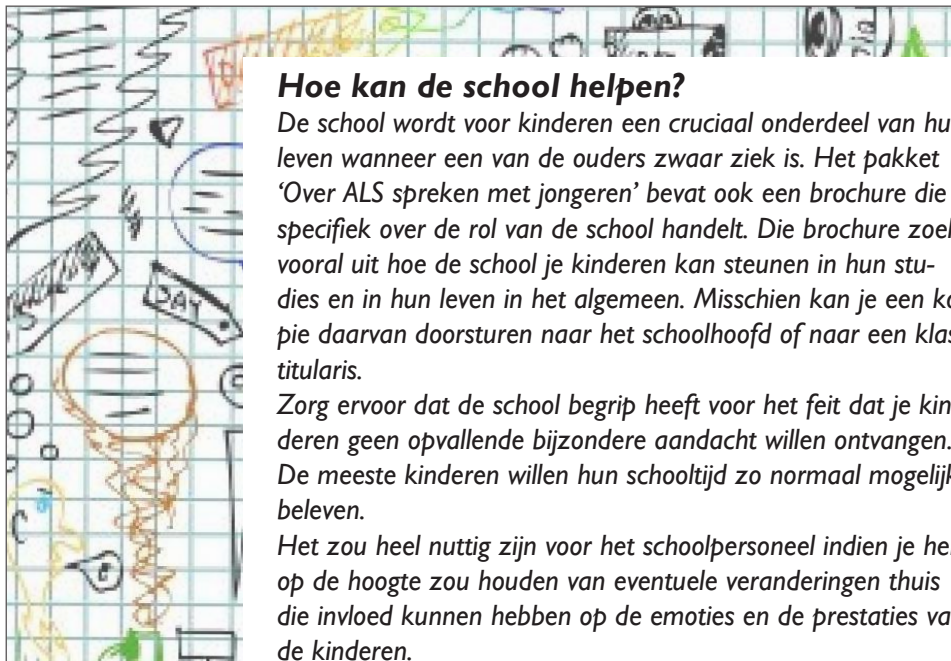 Hoe kan de school helpen?
De school wordt voor kinderen een cruciaal onderdeel van hu
leven wanneer een van de ouders zwaar ziek is. Het pakket
‘Over ALS spreken met jongeren’ bevat ook een brochure die
specifiek over de rol van de school handelt. Die brochure zoek
vooral uit hoe de school je kinderen kan steunen in hun stu-
dies en in hun leven in het algemeen. Misschien kan je een ko
pie daarvan doorsturen naar het schoolhoofd of naar een klas
titularis.
Zorg ervoor dat de school begrip heeft voor het feit dat je kin
deren geen opvallende bijzondere aandacht willen ontvangen.
De meeste kinderen willen hun schooltijd zo normaal mogelijk
beleven.
Het zou heel nuttig zijn voor het schoolpersoneel indien je he
op de hoogte zou houden van eventuele veranderingen thuis
die invloed kunnen hebben op de emoties en de prestaties va
de kinderen.
DAY